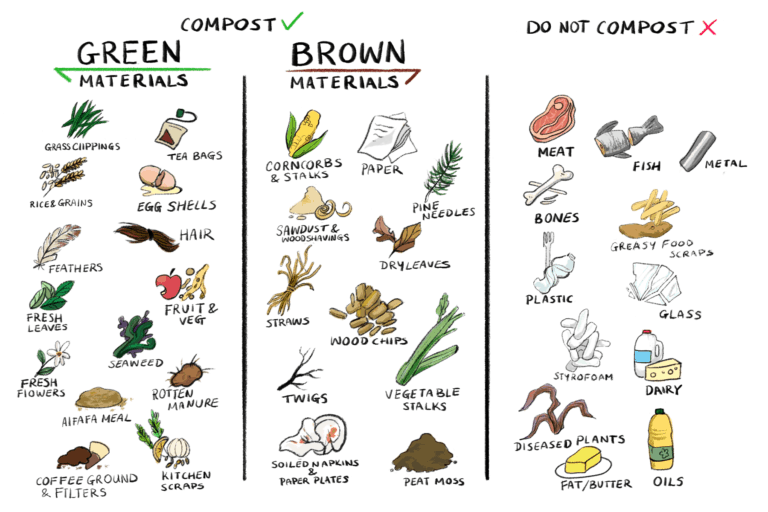 COMPOST ✓
GREEN
MATERIALS
GRASS CLIPPINGS
TEA BAGS
RICE & GRAINS
EGG SHELLS
FEATHERS
HAIR
FRESH
LEAVES
FRUIT &
VEG
FRESH
FLOWERS
SEAWEED
ALFAFA MEAL
ROTTEN
MANURE
COFFEE GROUND
& FILTERS
KITCHEN
SCRAPS
BROWN
MATERIALS
CORNCORBS
& STALKS
PAPER
PINE
NEEDLES
SAWDUST &
WOODSHAVINGS
DRY LEAVES
STRAWS
WOOD CHIPS
TWIGS
VEGETABLE
STALKS
SOILED NAPKINS
&
PAPER PLATES
PEAT MOSS
DO NOT COMPOST X
MEAT
FISH
METAL
BONES
GREASY FOOD
SCRAPS
PLASTIC
GLASS
STYROFOAM
DAIRY
DISEASED PLANTS
FAT/BUTTER
OILS